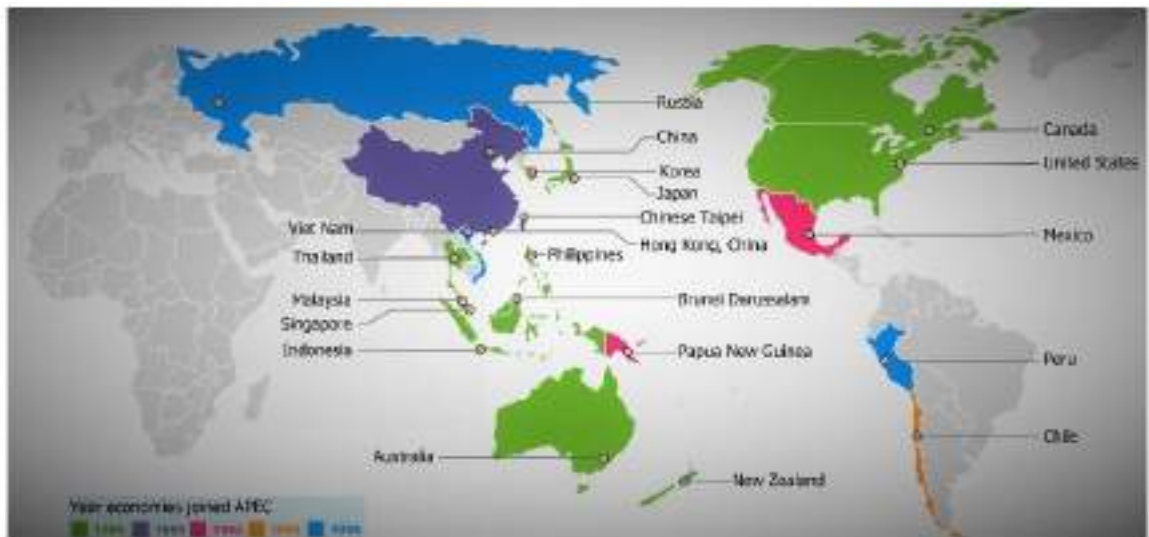 Russia
China
Korea
Japan
Chinese Taipei
Hong Kong, China
Viet Nam
Thailand
Philippines
Malaysia
Singapore
Brunei Darussalam
Indonesia
Papua New Guinea
Australia
New Zealand
Canada
United States
Mexico
Peru
Chile
Year economies joined APEC